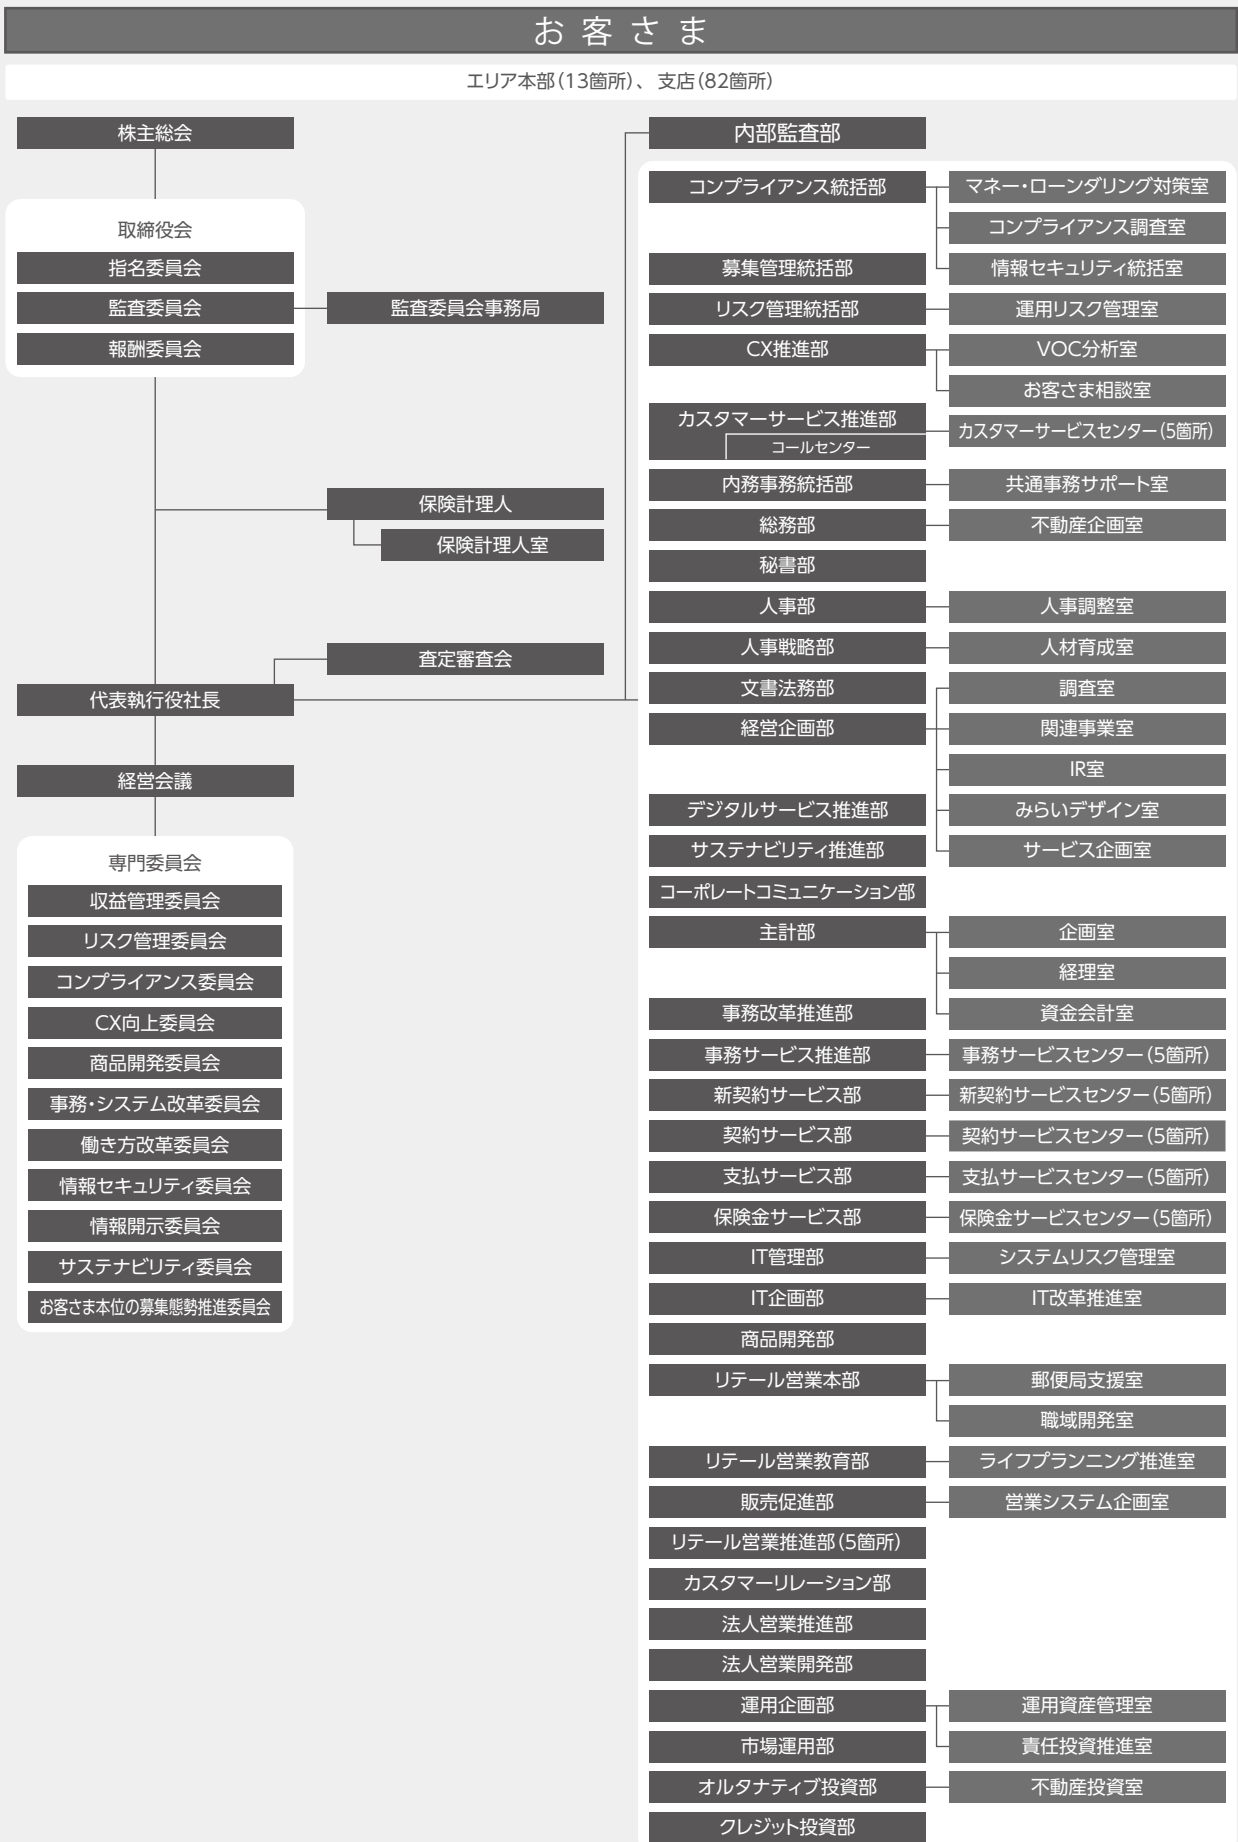 お客さま
エリア本部(13箇所)、支店(82箇所)
株主総会
取締役会
指名委員会
監査委員会
監査委員会事務局
報酬委員会
保険計理人
保険計理人室
査定審査会
代表執行役社長
経営会議
専門委員会
収益管理委員会
リスク管理委員会
コンプライアンス委員会
CX向上委員会
商品開発委員会
事務・システム改革委員会
働き方改革委員会
情報セキュリティ委員会
情報開示委員会
サステナビリティ委員会
お客さま本位の募集態勢推進委員会
内部監査部
コンプライアンス統括部
マネー・ローンダリング対策室
コンプライアンス調査室
募集管理統括部
情報セキュリティ統括室
リスク管理統括部
運用リスク管理室
CX推進部
VOC分析室
お客さま相談室
カスタマーサービス推進部
コールセンター
カスタマーサービスセンター(5箇所)
内務事務統括部
共通事務サポート室
総務部
不動産企画室
秘書部
人事部
人事調整室
人事戦略部
人材育成室
文書法務部
調査室
経営企画部
関連事業室
IR室
デジタルサービス推進部
みらいデザイン室
サステナビリティ推進部
サービス企画室
コーポレートコミュニケーション部
主計部
企画室
経理室
事務改革推進部
資金会計室
事務サービス推進部
事務サービスセンター(5箇所)
新契約サービス部
新契約サービスセンター(5箇所)
契約サービス部
契約サービスセンター(5箇所)
支払サービス部
支払サービスセンター(5箇所)
保険金サービス部
保険金サービスセンター(5箇所)
IT管理部
システムリスク管理室
IT企画部
IT改革推進室
商品開発部
リテール営業本部
郵便局支援室
職域開発室
リテール営業教育部
ライフプランニング推進室
販売促進部
営業システム企画室
リテール営業推進部(5箇所)
カスタマーリレーション部
法人営業推進部
法人営業開発部
運用企画部
運用資産管理室
市場運用部
責任投資推進室
オルタナティブ投資部
不動産投資室
クレジット投資部